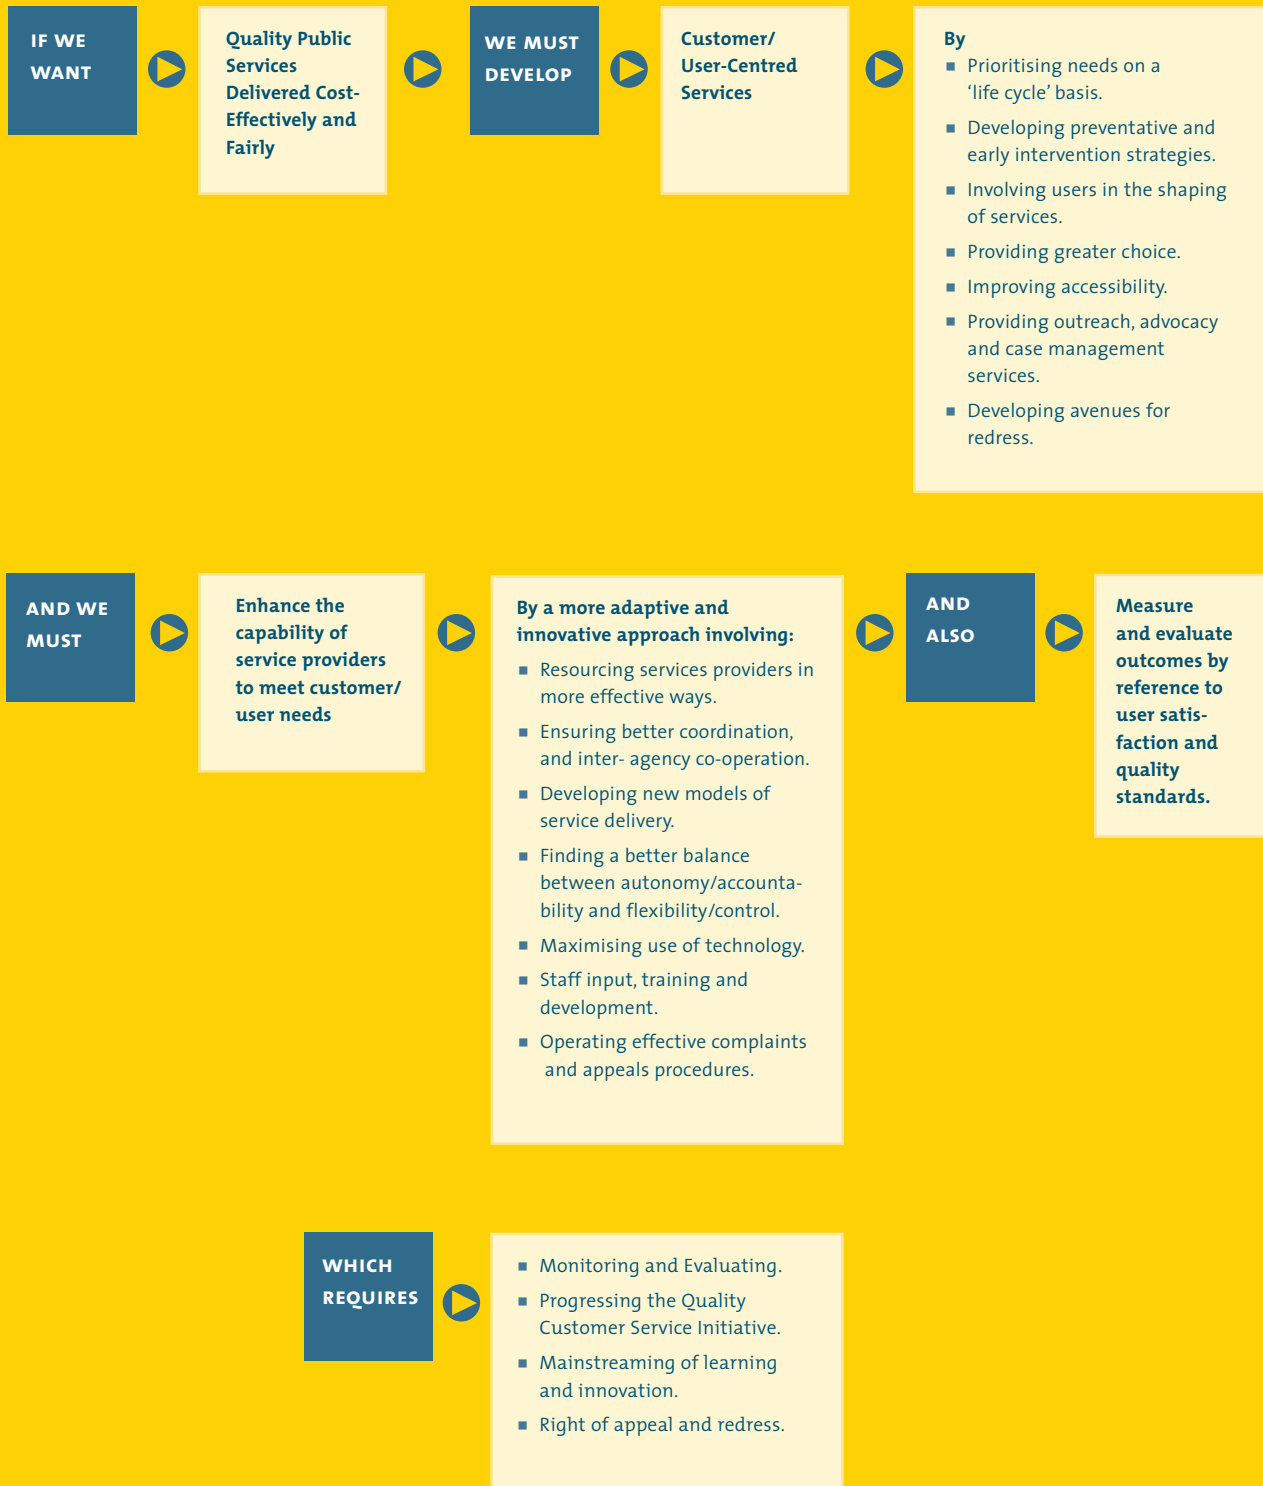 IF WE
WANT
Quality Public
Services
Delivered Cost-
Effectively and
Fairly
WE MUST
DEVELOP
Customer/
User-Centred
Services
By
■ Prioritising needs on a
‘life cycle’ basis.
■ Developing preventative and
early intervention strategies.
■ Involving users in the shaping
of services.
■ Providing greater choice.
■ Improving accessibility.
■ Providing outreach, advocacy
and case management
services.
■ Developing avenues for
redress.
AND WE
MUST
Enhance the
capability of
service providers
to meet customer/
user needs
By a more adaptive and
innovative approach involving:
■ Resourcing services providers in
more effective ways.
■ Ensuring better coordination,
and inter- agency co-operation.
■ Developing new models of
service delivery.
■ Finding a better balance
between autonomy/accounta-
bility and flexibility/control.
■ Maximising use of technology.
■ Staff input, training and
development.
■ Operating effective complaints
and appeals procedures.
AND
ALSO
Measure
and evaluate
outcomes by
reference to
user satis-
faction and
quality
standards.
WHICH
REQUIRES
■ Monitoring and Evaluating.
■ Progressing the Quality
Customer Service Initiative.
■ Mainstreaming of learning
and innovation.
■ Right of appeal and redress.